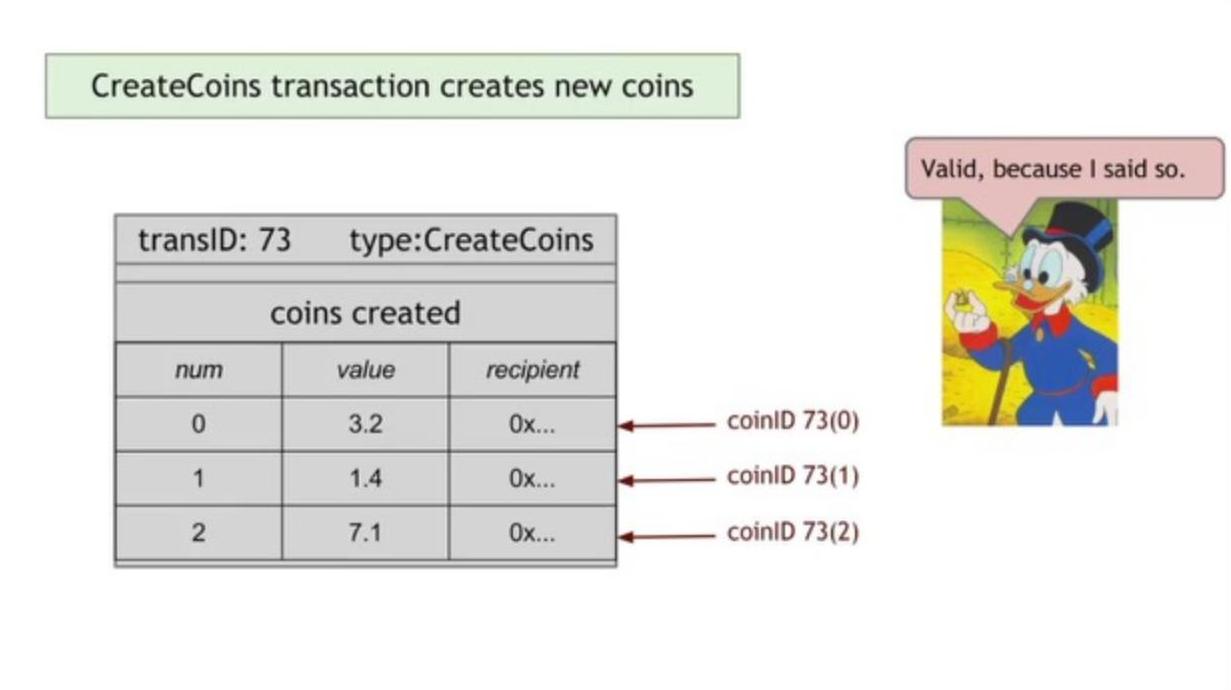 CreateCoins transaction creates new coins
Valid, because I said so.
transID: 73 type:CreateCoins
coins created
num value recipient
0 3.2 0x... coinID 73(0)
1 1.4 0x... coinID 73(1)
2 7.1 0x... coinID 73(2)